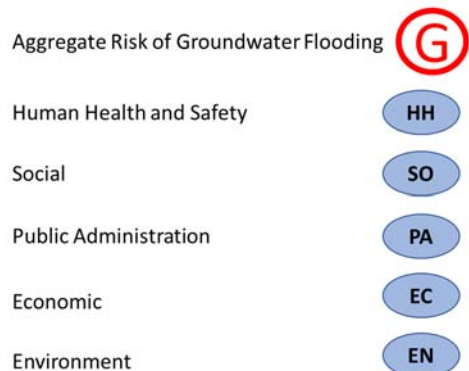 Aggregate Risk of Groundwater Flooding G
Human Health and Safety HH
Social SO
Public Administration PA
Economic EC
Environment EN